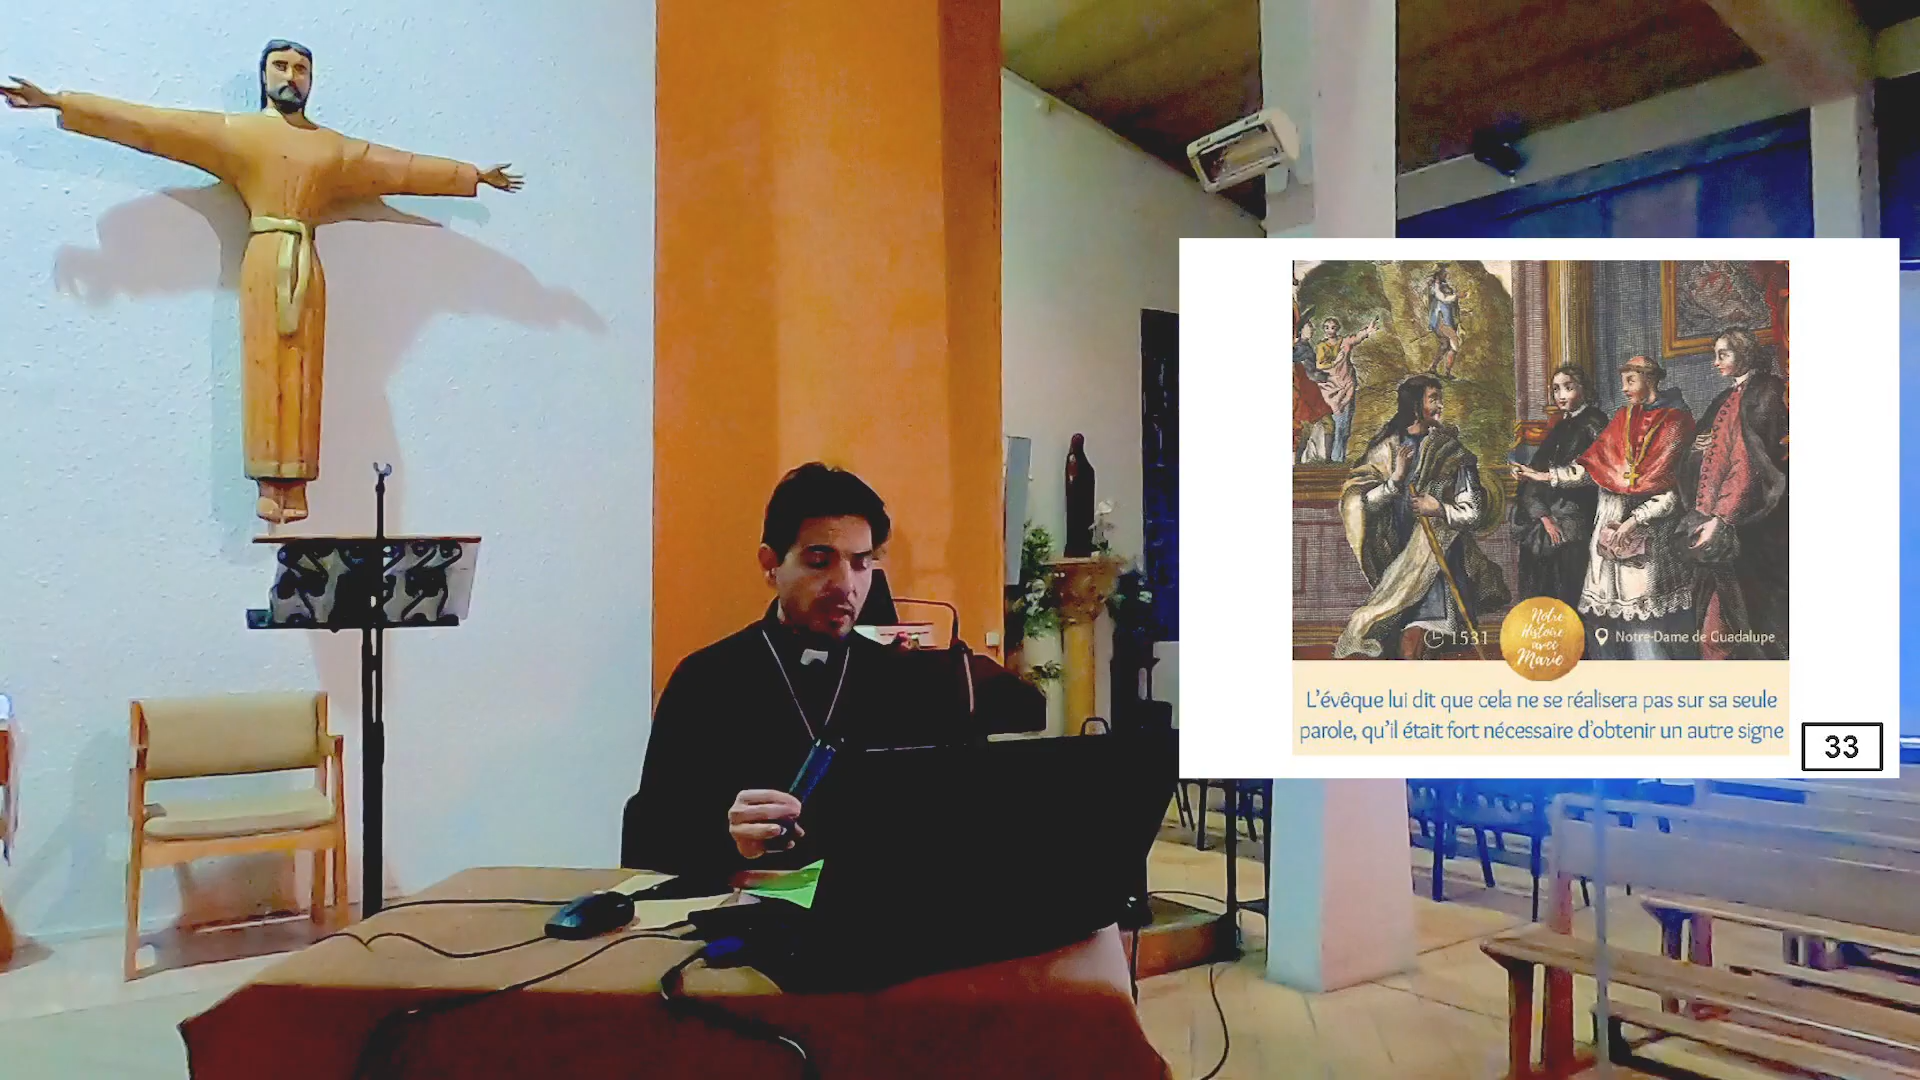 1531
Notre
Histoire
avec
Marie
Notre-Dame de Guadalupe
L'évêque lui dit que cela ne se réalisera pas sur sa seule
parole, qu'il était fort nécessaire d'obtenir un autre signe
33